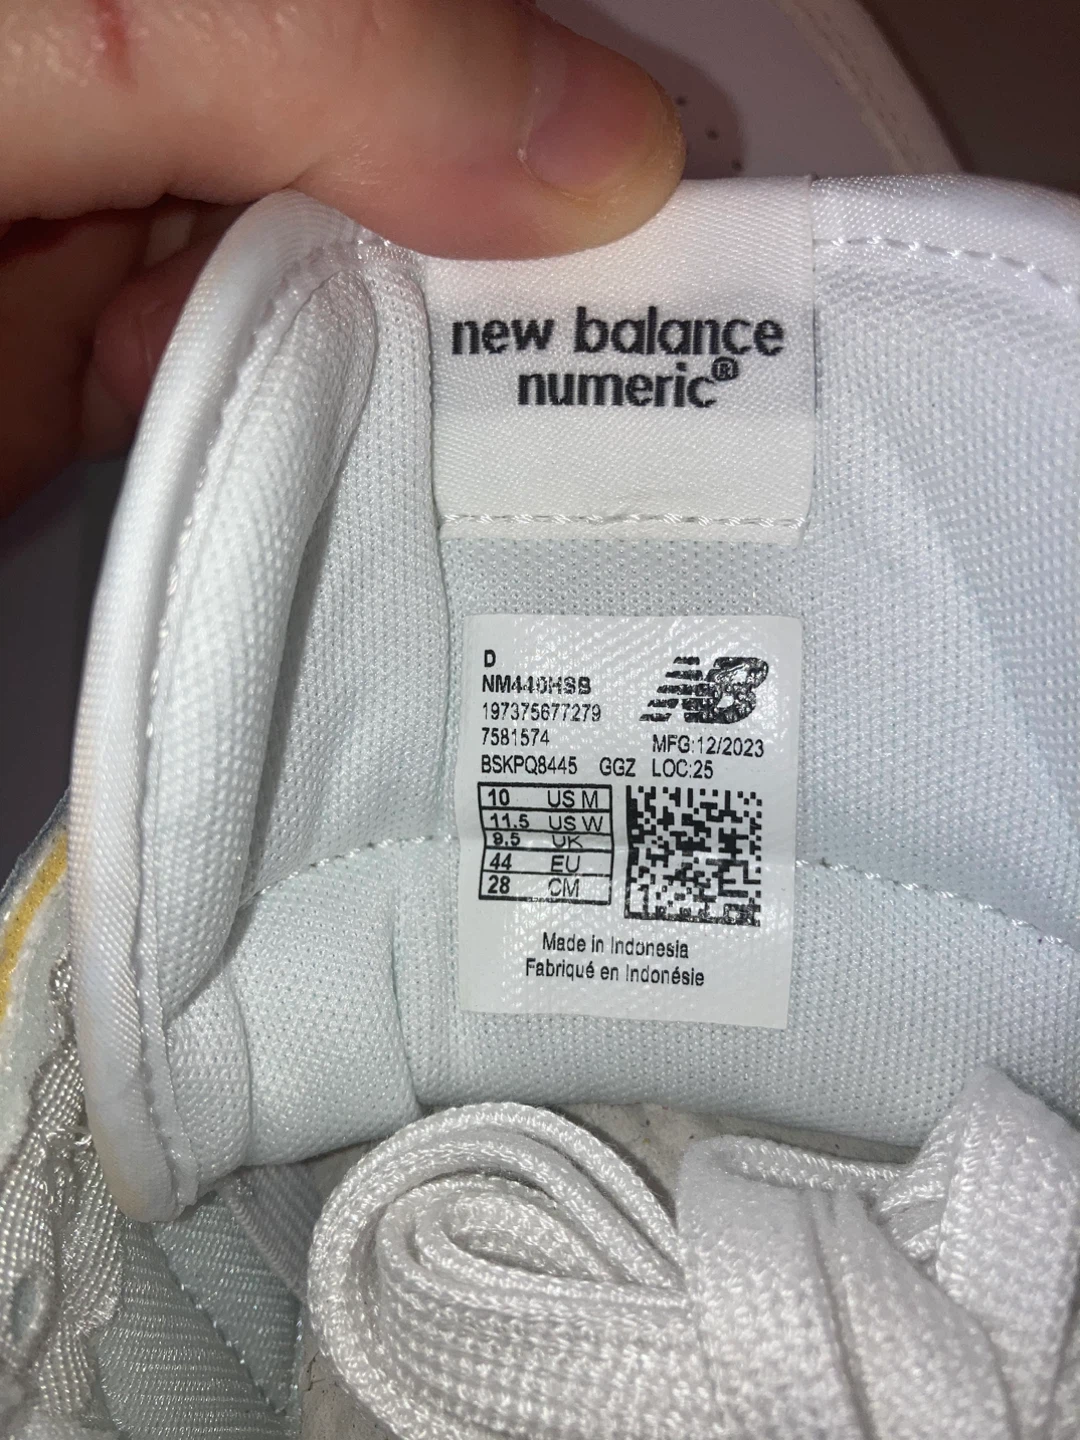 new balance
numeric®
D
NM440HSB
197375677279
7581574
MFG:12/2023
BSKPQ8445 GGZ LOC:25
10 US M
11.5 US W
9.5 UK
44 EU
28 CM
NB
Made in Indonesia
Fabriqué en Indonésie